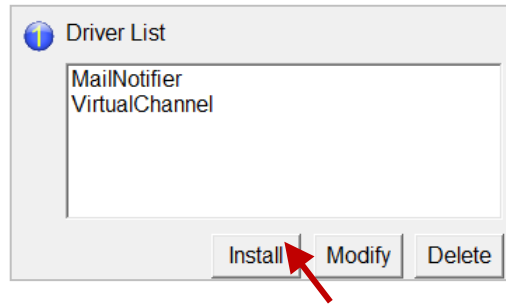 1 Driver List
MailNotifier
VirtualChannel
Install Modify Delete